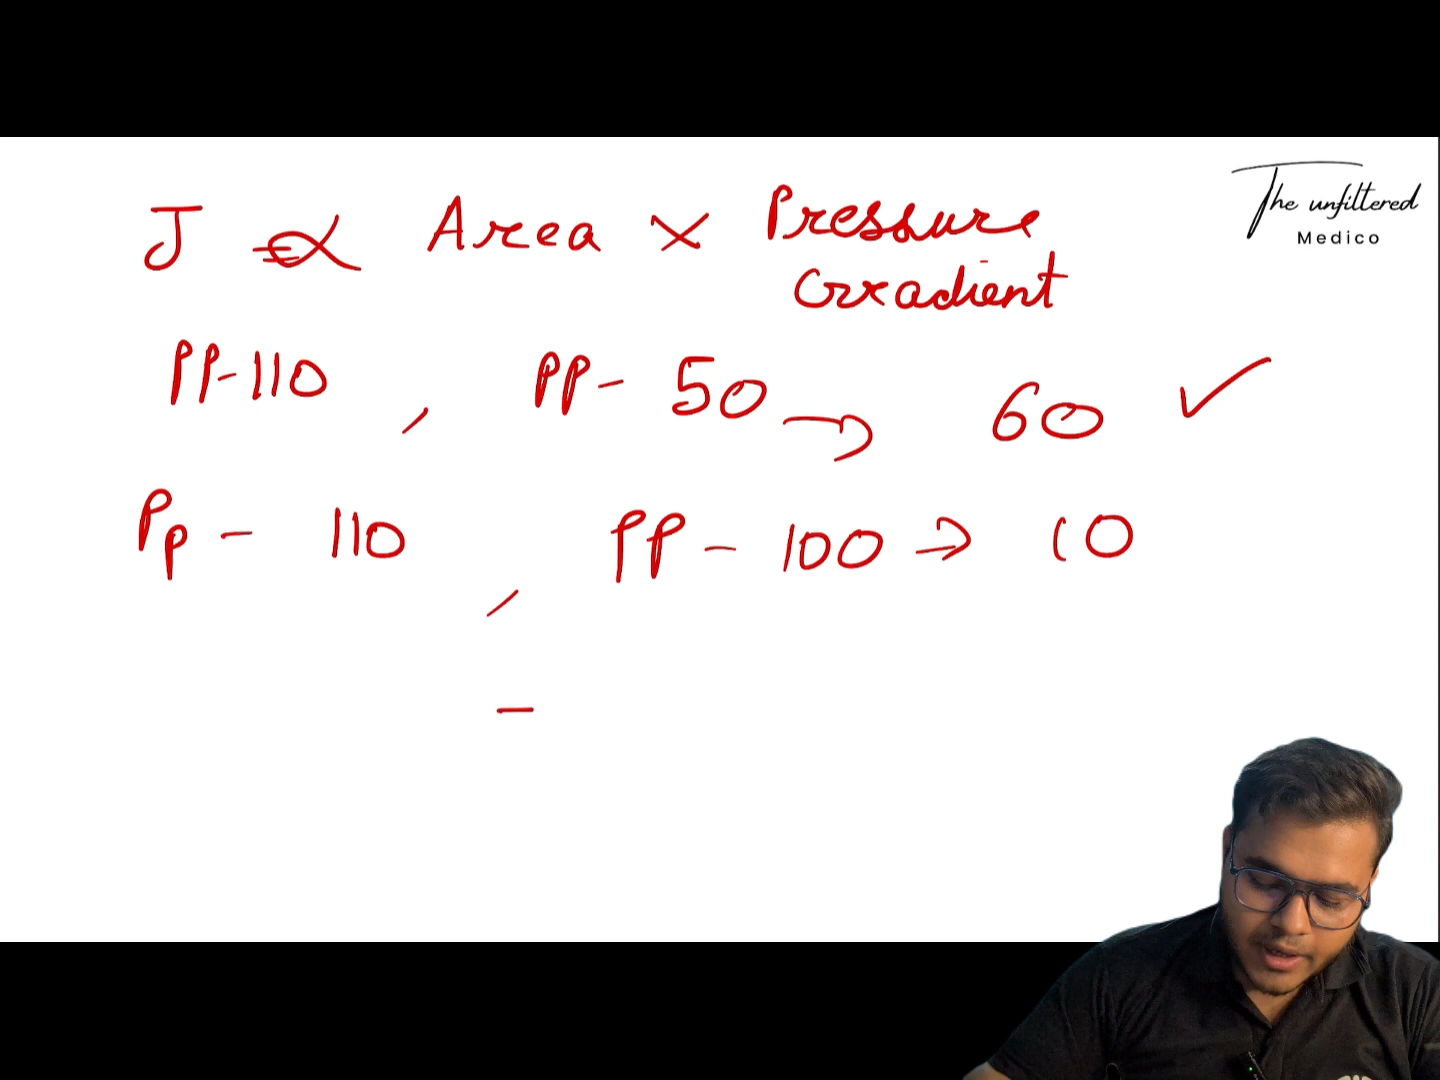 J ∝ Area × Pressure
Gradient
The unfiltered
Medico
PP-110 , PP- 50 → 60 ✓
Pp - 110 , PP - 100 → 10
-